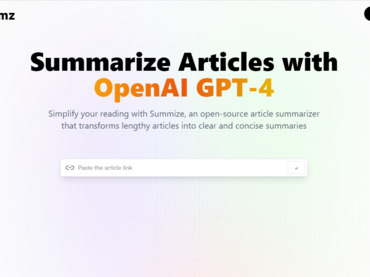 mz
Summarize Articles with
OpenAI GPT-4
Simplify your reading with Summize, an open-source article summarizer
that transforms lengthy articles into clear and concise summaries
Paste the article link